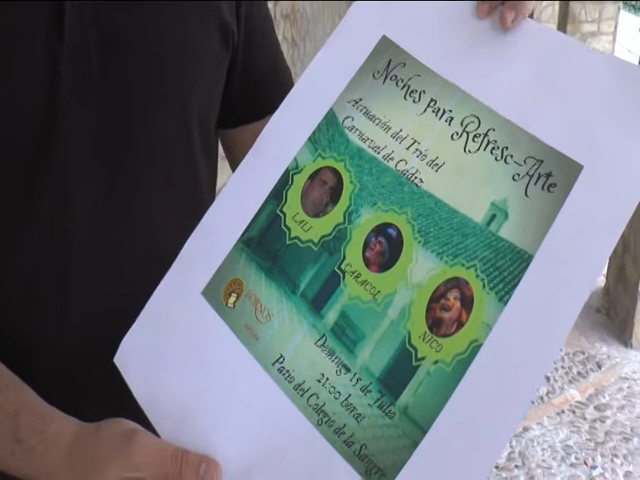 Noches para Refresc-Arte
Actuación del Trío del
Carnaval de Cádiz
LALI
CARACOL
NICO
BORNOS
Domingo 15 de Julio
21:00 horas
Patio del Colegio de la Sangre